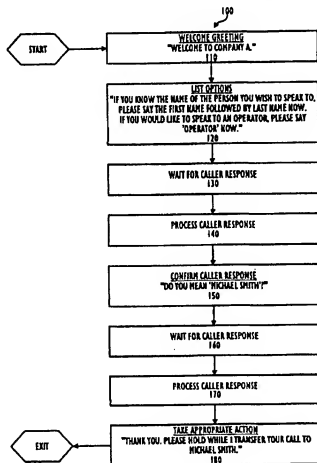 100
START
WELCOME GREETING
"WELCOME TO COMPANY A."
110
LIST OPTIONS
"IF YOU KNOW THE NAME OF THE PERSON YOU WISH TO SPEAK TO,
PLEASE SAY THE FIRST NAME FOLLOWED BY LAST NAME NOW.
IF YOU WOULD LIKE TO SPEAK TO AN OPERATOR, PLEASE SAY
'OPERATOR' NOW."
120
WAIT FOR CALLER RESPONSE
130
PROCESS CALLER RESPONSE
140
CONFIRM CALLER RESPONSE
"DO YOU MEAN 'MICHAEL SMITH'?"
150
WAIT FOR CALLER RESPONSE
160
PROCESS CALLER RESPONSE
170
TAKE APPROPRIATE ACTION
EXIT
"THANK YOU. PLEASE HOLD WHILE I TRANSFER YOUR CALL TO
MICHAEL SMITH."
180